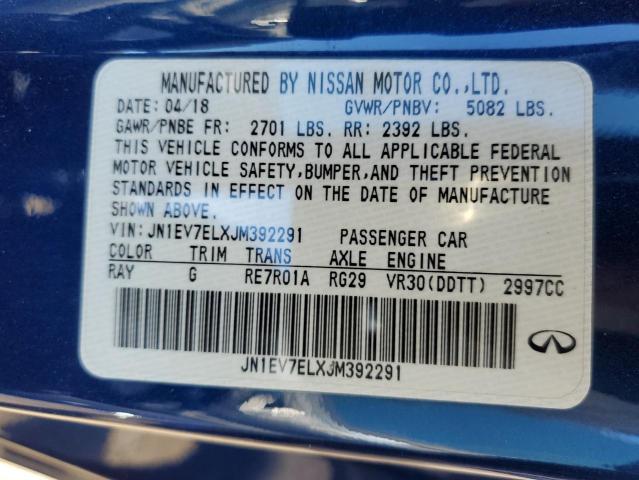 MANUFACTURED BY NISSAN MOTOR CO.,LTD.
DATE: 04/18 GVWR/PNBV: 5082 LBS.
GAWR/PNBE FR: 2701 LBS. RR: 2392 LBS.
THIS VEHICLE CONFORMS TO ALL APPLICABLE FEDERAL
MOTOR VEHICLE SAFETY,BUMPER,AND THEFT PREVENTION
STANDARDS IN EFFECT ON THE DATE OF MANUFACTURE
SHOWN ABOVE.
VIN:JN1EV7ELXJM392291 PASSENGER CAR
COLOR TRIM TRANS AXLE ENGINE
RAY G RE7R01A RG29 VR30(DDTT) 2997CC
JN1EV7ELXJM392291